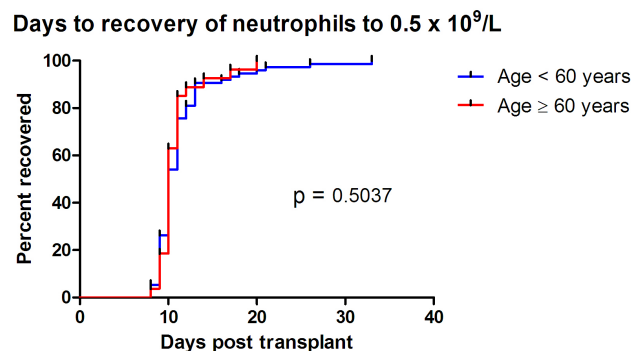 Days to recovery of neutrophils to 0.5 x 10⁹/L
100
80
60
40
20
0
Percent recovered
0 10 20 30 40
Days post transplant
p = 0.5037
Age < 60 years
Age ≥ 60 years